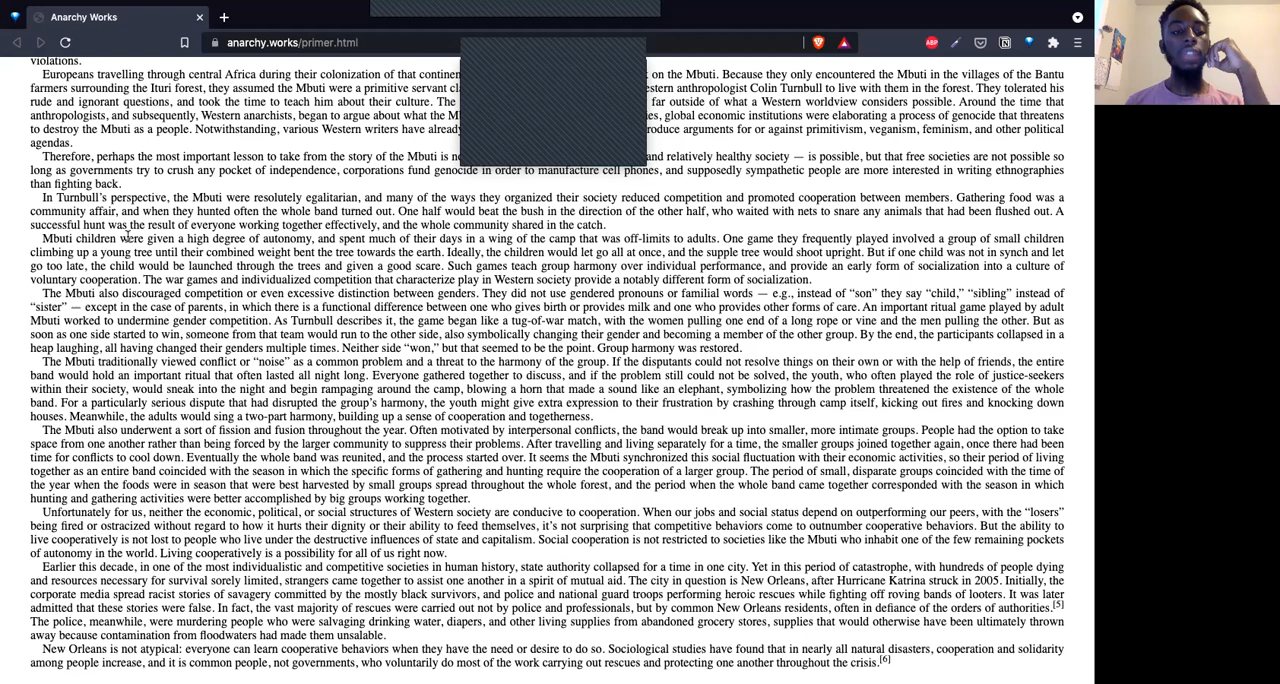 Anarchy Works
anarchy.works/primer.html
ABP
violations.
Europeans travelling through central Africa during their colonization of that continen on the Mbuti. Because they only encountered the Mbuti in the villages of the Bantu
farmers surrounding the Ituri forest, they assumed the Mbuti were a primitive servant cl estern anthropologist Colin Turnbull to live with them in the forest. They tolerated his
rude and ignorant questions, and took the time to teach him about their culture. The far outside of what a Western worldview considers possible. Around the time that
anthropologists, and subsequently, Western anarchists, began to argue about what the M es, global economic institutions were elaborating a process of genocide that threatens
to destroy the Mbuti as a people. Notwithstanding, various Western writers have already roduce arguments for or against primitivism, veganism, feminism, and other political
agendas.
Therefore, perhaps the most important lesson to take from the story of the Mbuti is no and relatively healthy society — is possible, but that free societies are not possible so
long as governments try to crush any pocket of independence, corporations fund genocide in order to manufacture cell phones, and supposedly sympathetic people are more interested in writing ethnographies
than fighting back.
In Turnbull's perspective, the Mbuti were resolutely egalitarian, and many of the ways they organized their society reduced competition and promoted cooperation between members. Gathering food was a
community affair, and when they hunted often the whole band turned out. One half would beat the bush in the direction of the other half, who waited with nets to snare any animals that had been flushed out. A
successful hunt was the result of everyone working together effectively, and the whole community shared in the catch.
Mbuti children were given a high degree of autonomy, and spent much of their days in a wing of the camp that was off-limits to adults. One game they frequently played involved a group of small children
climbing up a young tree until their combined weight bent the tree towards the earth. Ideally, the children would let go all at once, and the supple tree would shoot upright. But if one child was not in synch and let
go too late, the child would be launched through the trees and given a good scare. Such games teach group harmony over individual performance, and provide an early form of socialization into a culture of
voluntary cooperation. The war games and individualized competition that characterize play in Western society provide a notably different form of socialization.
The Mbuti also discouraged competition or even excessive distinction between genders. They did not use gendered pronouns or familial words — e.g., instead of “son” they say “child,” “sibling” instead of
“sister” — except in the case of parents, in which there is a functional difference between one who gives birth or provides milk and one who provides other forms of care. An important ritual game played by adult
Mbuti worked to undermine gender competition. As Turnbull describes it, the game began like a tug-of-war match, with the women pulling one end of a long rope or vine and the men pulling the other. But as
soon as one side started to win, someone from that team would run to the other side, also symbolically changing their gender and becoming a member of the other group. By the end, the participants collapsed in a
heap laughing, all having changed their genders multiple times. Neither side “won,” but that seemed to be the point. Group harmony was restored.
The Mbuti traditionally viewed conflict or “noise” as a common problem and a threat to the harmony of the group. If the disputants could not resolve things on their own or with the help of friends, the entire
band would hold an important ritual that often lasted all night long. Everyone gathered together to discuss, and if the problem still could not be solved, the youth, who often played the role of justice-seekers
within their society, would sneak into the night and begin rampaging around the camp, blowing a horn that made a sound like an elephant, symbolizing how the problem threatened the existence of the whole
band. For a particularly serious dispute that had disrupted the group's harmony, the youth might give extra expression to their frustration by crashing through camp itself, kicking out fires and knocking down
houses. Meanwhile, the adults would sing a two-part harmony, building up a sense of cooperation and togetherness.
The Mbuti also underwent a sort of fission and fusion throughout the year. Often motivated by interpersonal conflicts, the band would break up into smaller, more intimate groups. People had the option to take
space from one another rather than being forced by the larger community to suppress their problems. After travelling and living separately for a time, the smaller groups joined together again, once there had been
time for conflicts to cool down. Eventually the whole band was reunited, and the process started over. It seems the Mbuti synchronized this social fluctuation with their economic activities, so their period of living
together as an entire band coincided with the season in which the specific forms of gathering and hunting require the cooperation of a larger group. The period of small, disparate groups coincided with the time of
the year when the foods were in season that were best harvested by small groups spread throughout the whole forest, and the period when the whole band came together corresponded with the season in which
hunting and gathering activities were better accomplished by big groups working together.
Unfortunately for us, neither the economic, political, or social structures of Western society are conducive to cooperation. When our jobs and social status depend on outperforming our peers, with the “losers”
being fired or ostracized without regard to how it hurts their dignity or their ability to feed themselves, it's not surprising that competitive behaviors come to outnumber cooperative behaviors. But the ability to
live cooperatively is not lost to people who live under the destructive influences of state and capitalism. Social cooperation is not restricted to societies like the Mbuti who inhabit one of the few remaining pockets
of autonomy in the world. Living cooperatively is a possibility for all of us right now.
Earlier this decade, in one of the most individualistic and competitive societies in human history, state authority collapsed for a time in one city. Yet in this period of catastrophe, with hundreds of people dying
and resources necessary for survival sorely limited, strangers came together to assist one another in a spirit of mutual aid. The city in question is New Orleans, after Hurricane Katrina struck in 2005. Initially, the
corporate media spread racist stories of savagery committed by the mostly black survivors, and police and national guard troops performing heroic rescues while fighting off roving bands of looters. It was later
admitted that these stories were false. In fact, the vast majority of rescues were carried out not by police and professionals, but by common New Orleans residents, often in defiance of the orders of authorities.[5]
The police, meanwhile, were murdering people who were salvaging drinking water, diapers, and other living supplies from abandoned grocery stores, supplies that would otherwise have been ultimately thrown
away because contamination from floodwaters had made them unsalable.
New Orleans is not atypical: everyone can learn cooperative behaviors when they have the need or desire to do so. Sociological studies have found that in nearly all natural disasters, cooperation and solidarity
among people increase, and it is common people, not governments, who voluntarily do most of the work carrying out rescues and protecting one another throughout the crisis.[6]